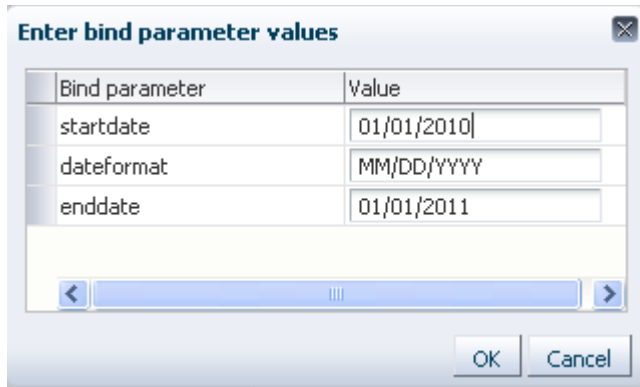 Enter bind parameter values
Bind parameter Value
startdate 01/01/2010
dateformat MM/DD/YYYY
enddate 01/01/2011
OK Cancel